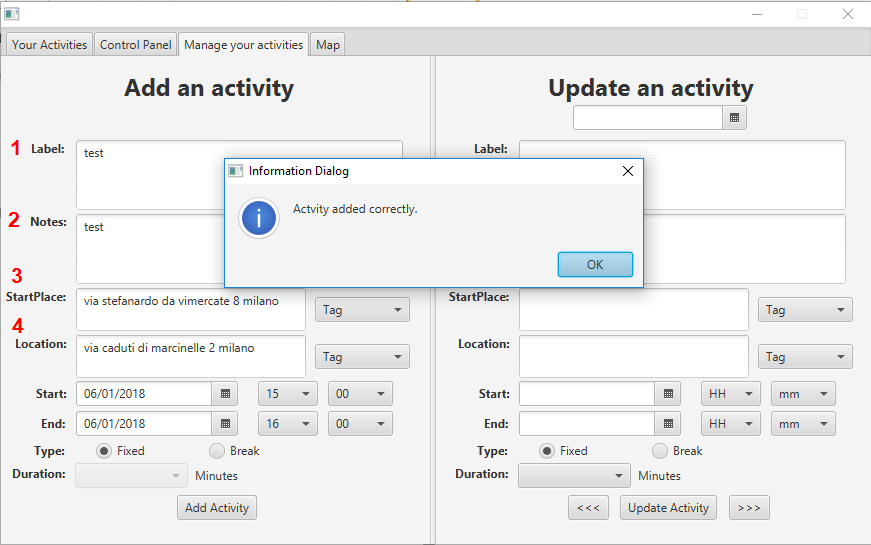 Your Activities Control Panel Manage your activities Map
Add an activity
Update an activity
1 Label: test
Label:
Information Dialog
Actvity added correctly.
OK
2 Notes: test
3
StartPlace: via stefanardo da vimercate 8 milano Tag
StartPlace: Tag
4
Location: via caduti di marcinelle 2 milano Tag
Location: Tag
Start: 06/01/2018 15 00
Start: HH mm
End: 06/01/2018 16 00
End: HH mm
Type: Fixed Break
Type: Fixed Break
Duration: Minutes
Duration: Minutes
Add Activity
<<< Update Activity >>>